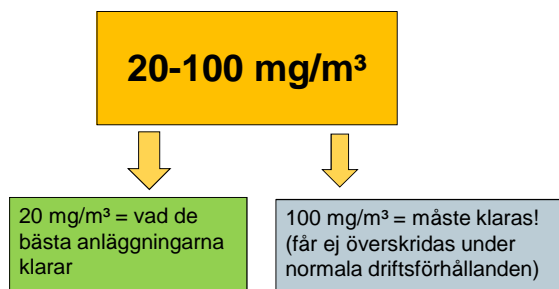 20-100 mg/m³
20 mg/m³ = vad de
bästa anläggningarna
klarar
100 mg/m³ = måste klaras!
(får ej överskridas under
normala driftsförhållanden)